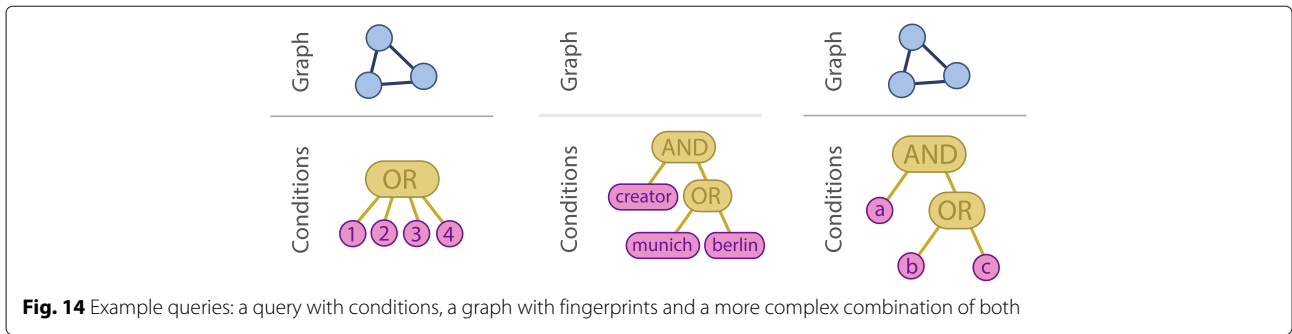 Graph
Conditions
OR
1 2 3 4
Graph
Conditions
AND
creator OR
munich berlin
Graph
Conditions
AND
a
OR
b c
Fig. 14 Example queries: a query with conditions, a graph with fingerprints and a more complex combination of both